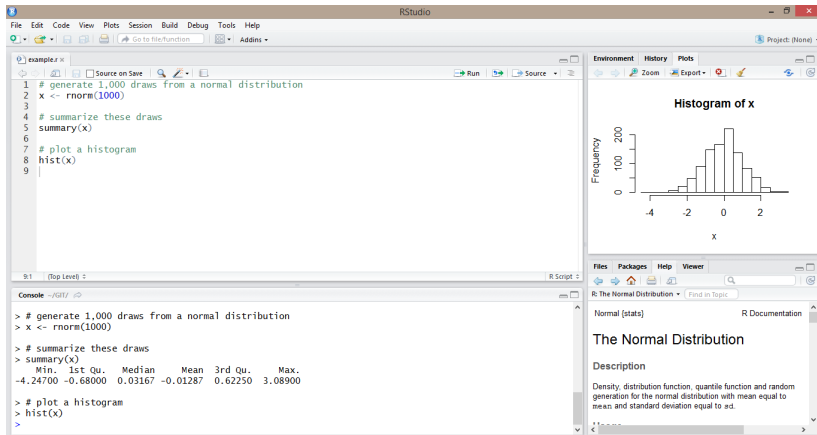 RStudio
File Edit Code View Plots Session Build Debug Tools Help
Go to file/function Addins Project: (None)
example.r
Source on Save Run Source
1 # generate 1,000 draws from a normal distribution
2 x <- rnorm(1000)
3
4 # summarize these draws
5 summary(x)
6
7 # plot a histogram
8 hist(x)
9
9:1 (Top Level) R Script
Console ~/GIT/
> # generate 1,000 draws from a normal distribution
> x <- rnorm(1000)
> # summarize these draws
> summary(x)
Min. 1st Qu. Median Mean 3rd Qu. Max.
-4.24700 -0.68000 0.03167 -0.01287 0.62250 3.08900
> # plot a histogram
> hist(x)
>
Environment History Plots
Zoom Export
Histogram of x
Frequency
200
100
0
-4 -2 0 2
x
Files Packages Help Viewer
R: The Normal Distribution Find in Topic
Normal {stats} R Documentation
The Normal Distribution
Description
Density, distribution function, quantile function and random
generation for the normal distribution with mean equal to
mean and standard deviation equal to sd.